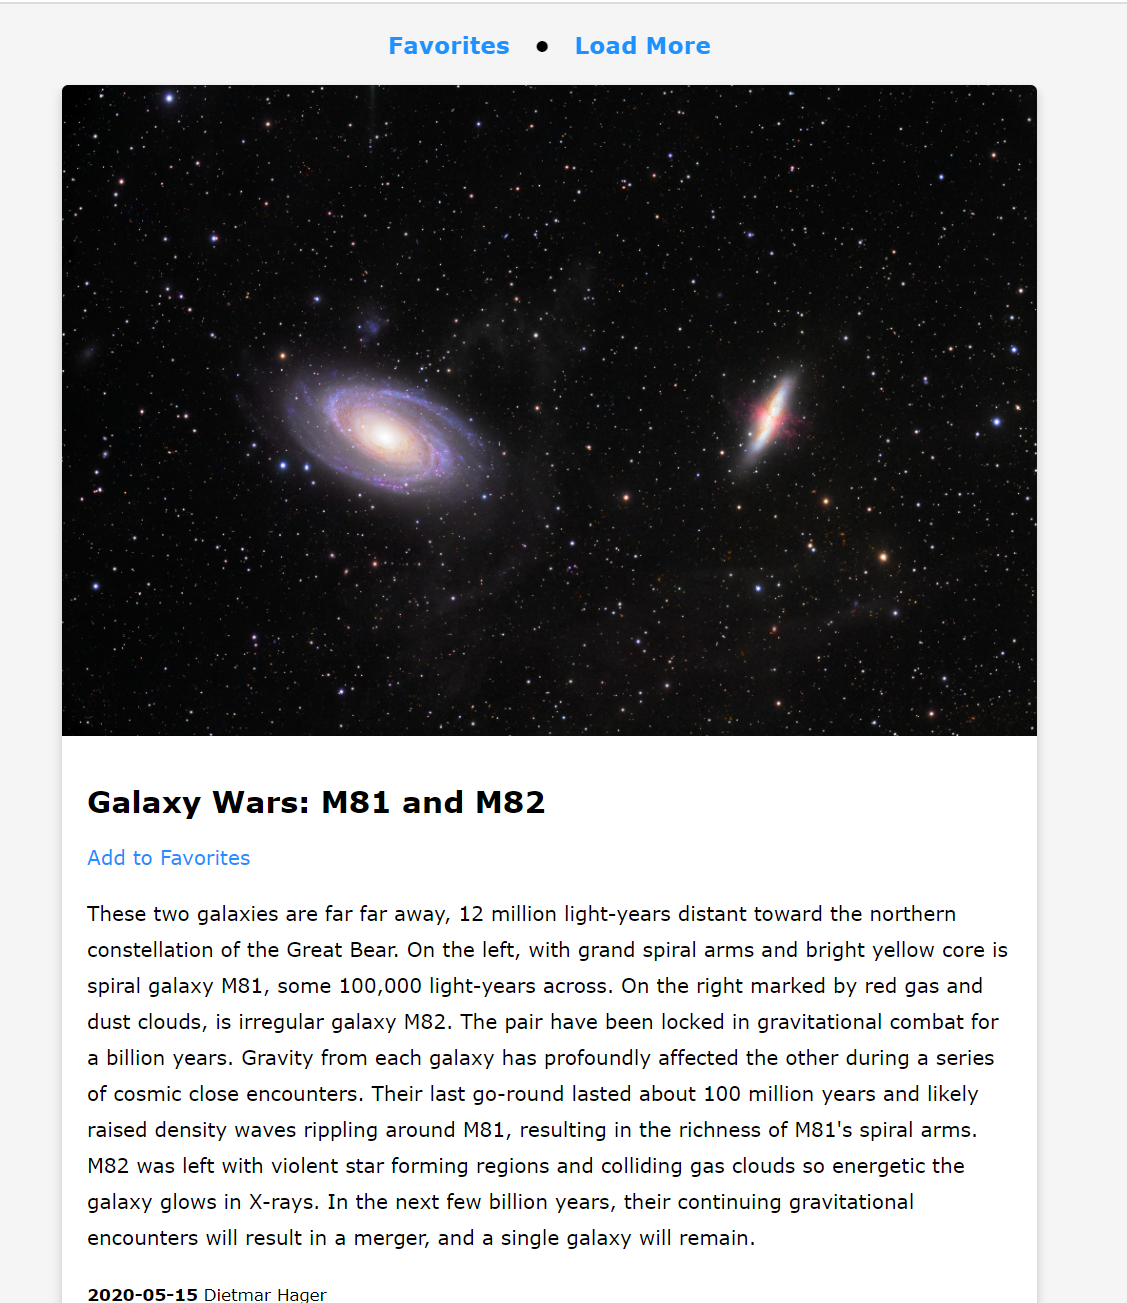 Favorites ● Load More
Galaxy Wars: M81 and M82
Add to Favorites
These two galaxies are far far away, 12 million light-years distant toward the northern
constellation of the Great Bear. On the left, with grand spiral arms and bright yellow core is
spiral galaxy M81, some 100,000 light-years across. On the right marked by red gas and
dust clouds, is irregular galaxy M82. The pair have been locked in gravitational combat for
a billion years. Gravity from each galaxy has profoundly affected the other during a series
of cosmic close encounters. Their last go-round lasted about 100 million years and likely
raised density waves rippling around M81, resulting in the richness of M81's spiral arms.
M82 was left with violent star forming regions and colliding gas clouds so energetic the
galaxy glows in X-rays. In the next few billion years, their continuing gravitational
encounters will result in a merger, and a single galaxy will remain.
2020-05-15 Dietmar Hager